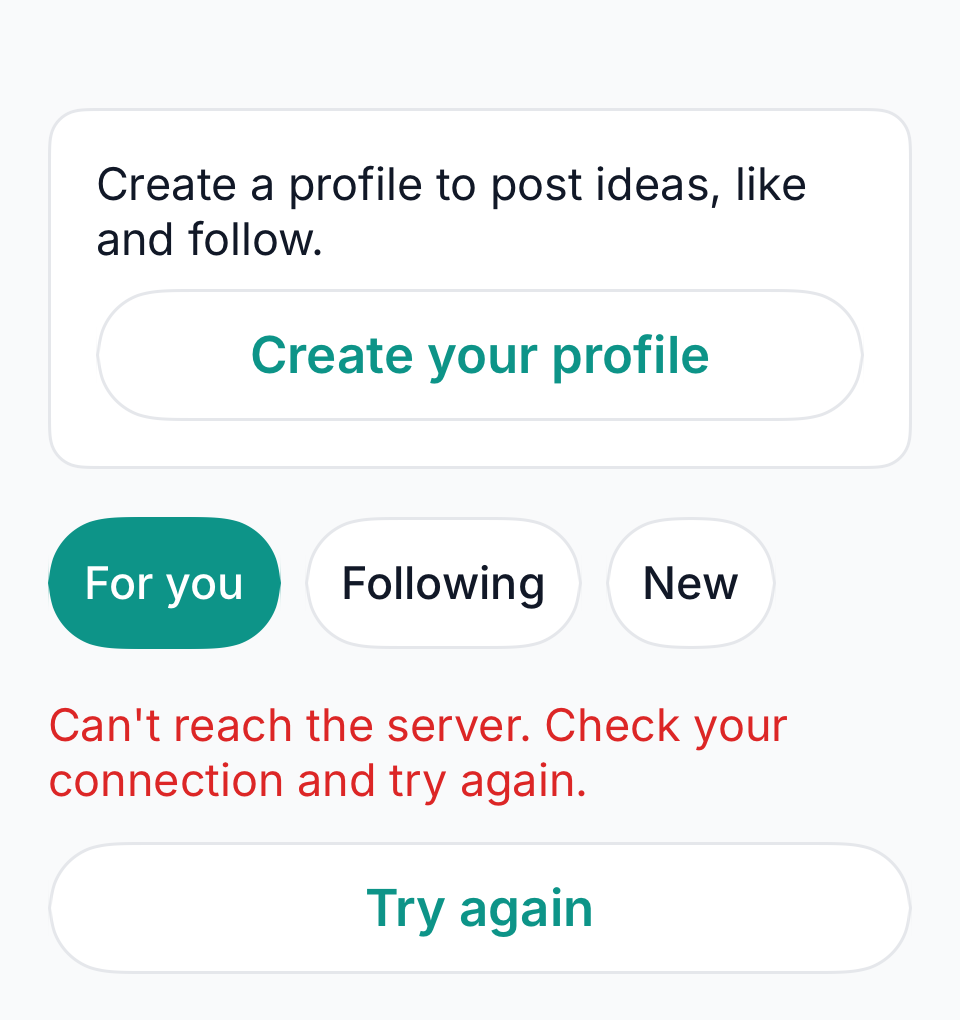 Create a profile to post ideas, like
and follow.
Create your profile
For you
Following
New
Can't reach the server. Check your
connection and try again.
Try again